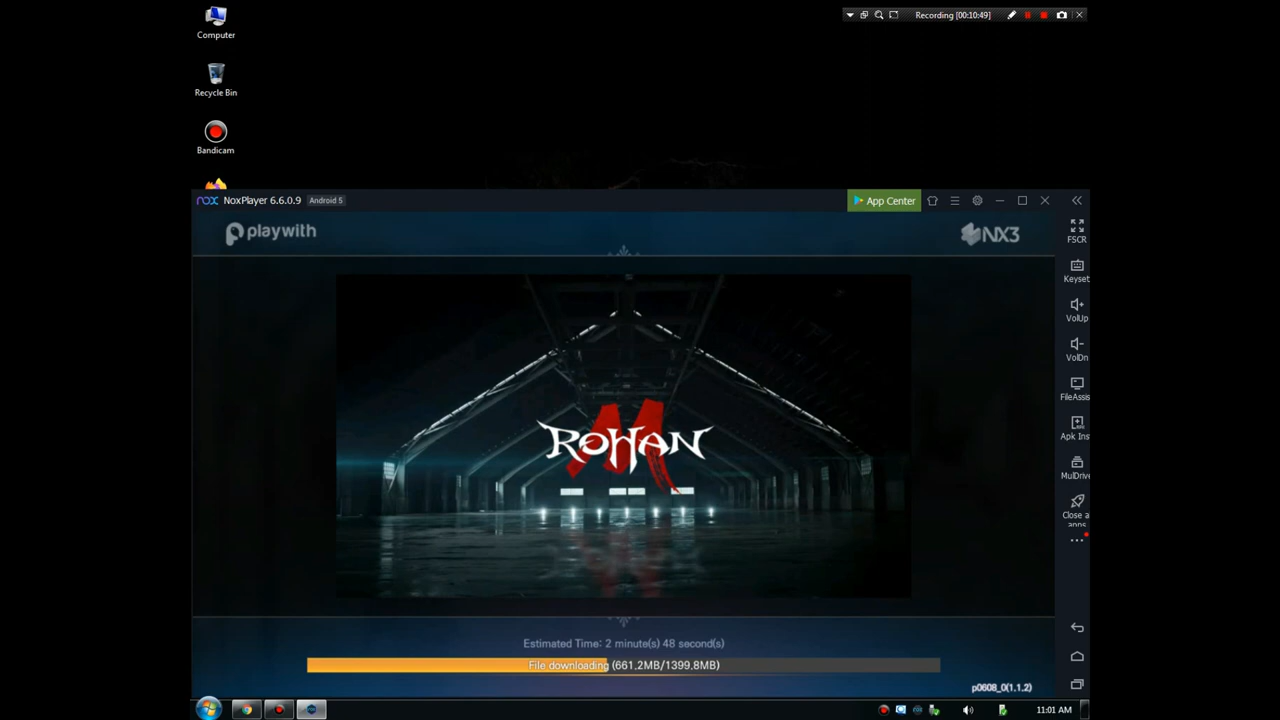 Computer
Recording [00:10:49]
Recycle Bin
Bandicam
nox NoxPlayer 6.6.0.9 Android 5
App Center
playwith
NX3
FSCR
Keyset
VolUp
VolDn
FileAssis
Apk Ins
MulDrive
Close a
apps
ROHAN
M
Estimated Time: 2 minute(s) 48 second(s)
File downloading (661.2MB/1399.8MB)
p0608_0(1.1.2)
11:01 AM